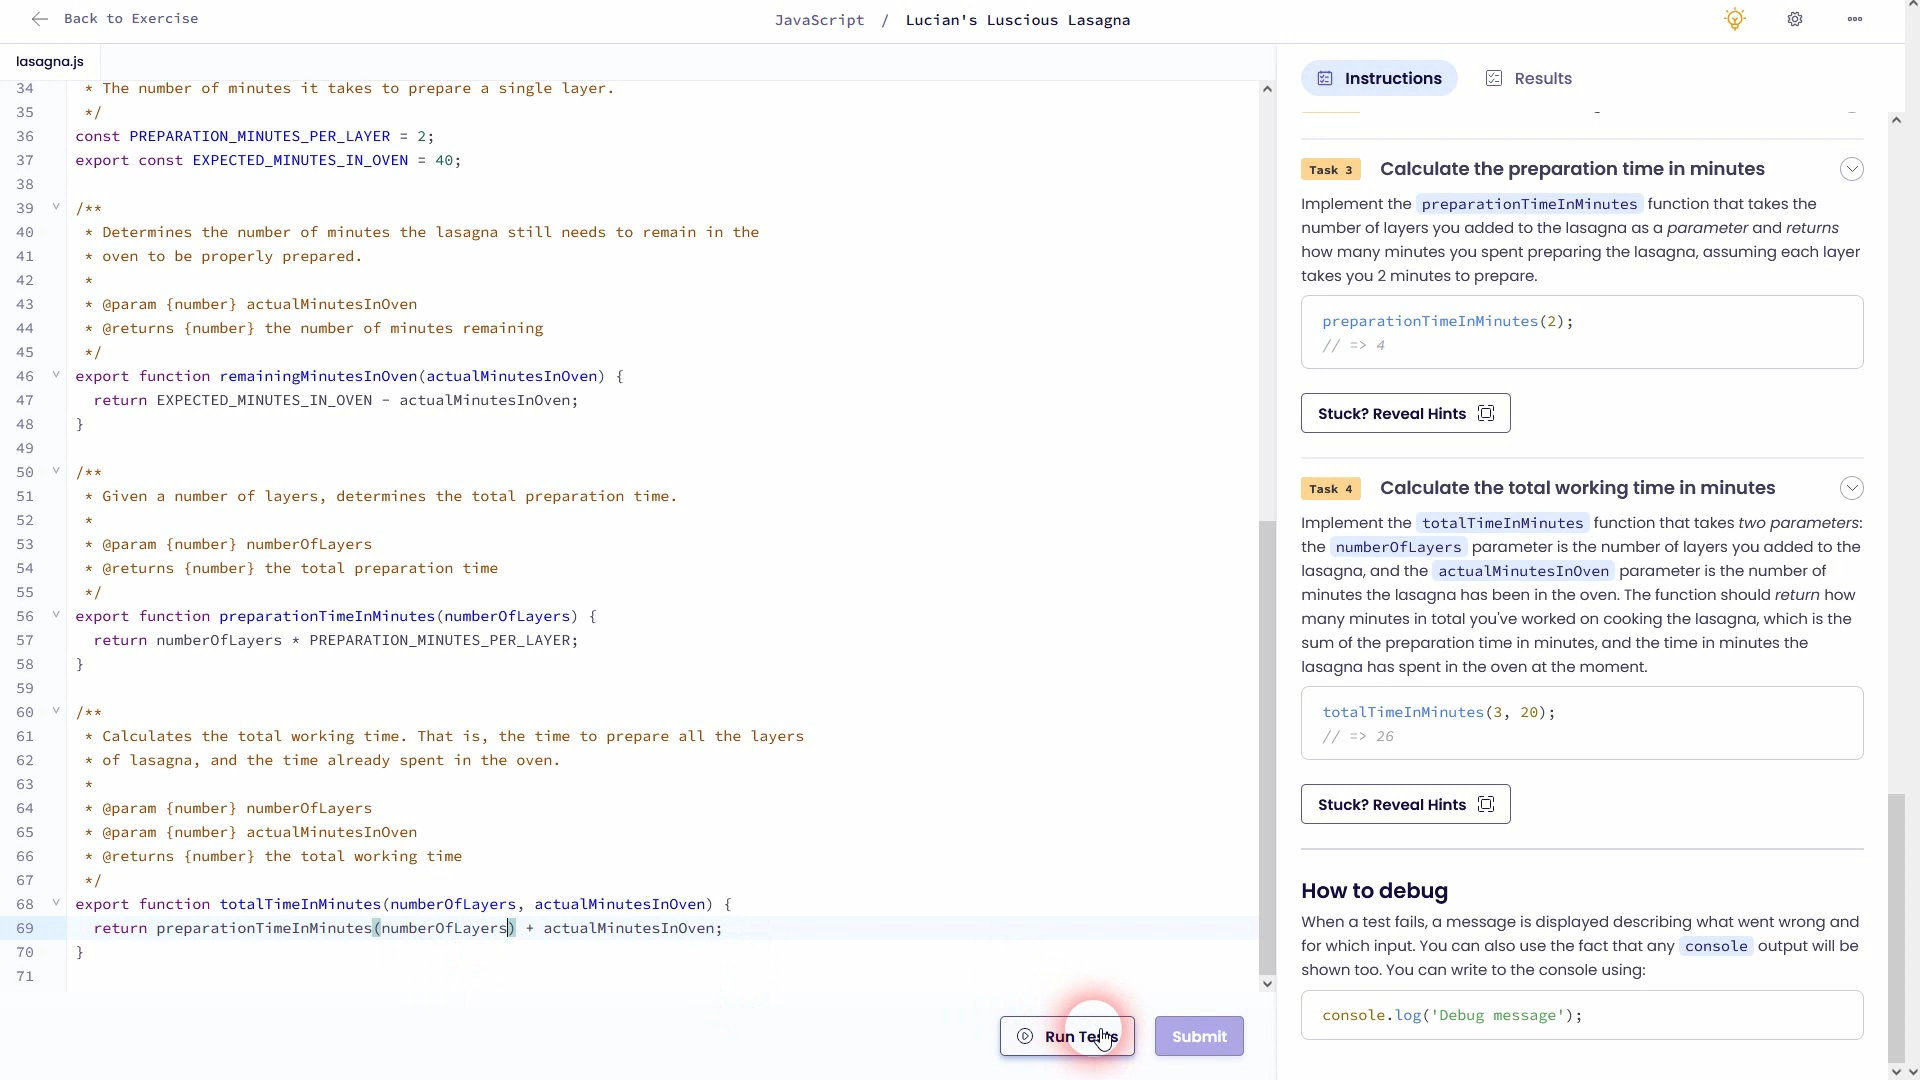 Back to Exercise
JavaScript / Lucian's Luscious Lasagna
lasagna.js
34 * The number of minutes it takes to prepare a single layer.
35 */
36 const PREPARATION_MINUTES_PER_LAYER = 2;
37 export const EXPECTED_MINUTES_IN_OVEN = 40;
38
39 /**
40 * Determines the number of minutes the lasagna still needs to remain in the
41 * oven to be properly prepared.
42 *
43 * @param {number} actualMinutesInOven
44 * @returns {number} the number of minutes remaining
45 */
46 export function remainingMinutesInOven(actualMinutesInOven) {
47 return EXPECTED_MINUTES_IN_OVEN - actualMinutesInOven;
48 }
49
50 /**
51 * Given a number of layers, determines the total preparation time.
52 *
53 * @param {number} numberOfLayers
54 * @returns {number} the total preparation time
55 */
56 export function preparationTimeInMinutes(numberOfLayers) {
57 return numberOfLayers * PREPARATION_MINUTES_PER_LAYER;
58 }
59
60 /**
61 * Calculates the total working time. That is, the time to prepare all the layers
62 * of lasagna, and the time already spent in the oven.
63 *
64 * @param {number} numberOfLayers
65 * @param {number} actualMinutesInOven
66 * @returns {number} the total working time
67 */
68 export function totalTimeInMinutes(numberOfLayers, actualMinutesInOven) {
69 return preparationTimeInMinutes(numberOfLayers) + actualMinutesInOven;
70 }
71
Run Tests
Submit
Instructions
Results
Task 3 Calculate the preparation time in minutes
Implement the preparationTimeInMinutes function that takes the
number of layers you added to the lasagna as a parameter and returns
how many minutes you spent preparing the lasagna, assuming each layer
takes you 2 minutes to prepare.
preparationTimeInMinutes(2);
// => 4
Stuck? Reveal Hints
Task 4 Calculate the total working time in minutes
Implement the totalTimeInMinutes function that takes two parameters:
the numberOfLayers parameter is the number of layers you added to the
lasagna, and the actualMinutesInOven parameter is the number of
minutes the lasagna has been in the oven. The function should return how
many minutes in total you've worked on cooking the lasagna, which is the
sum of the preparation time in minutes, and the time in minutes the
lasagna has spent in the oven at the moment.
totalTimeInMinutes(3, 20);
// => 26
Stuck? Reveal Hints
How to debug
When a test fails, a message is displayed describing what went wrong and
for which input. You can also use the fact that any console output will be
shown too. You can write to the console using:
console.log('Debug message');